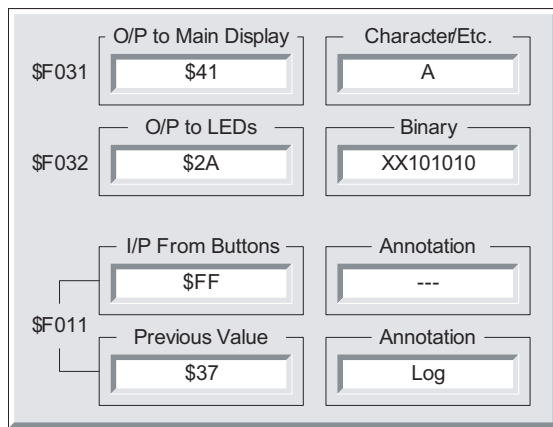 O/P to Main Display Character/Etc.
$F031 $41 A
O/P to LEDs Binary
$F032 $2A XX101010
I/P From Buttons Annotation
$FF ---
$F011
Previous Value Annotation
$37 Log